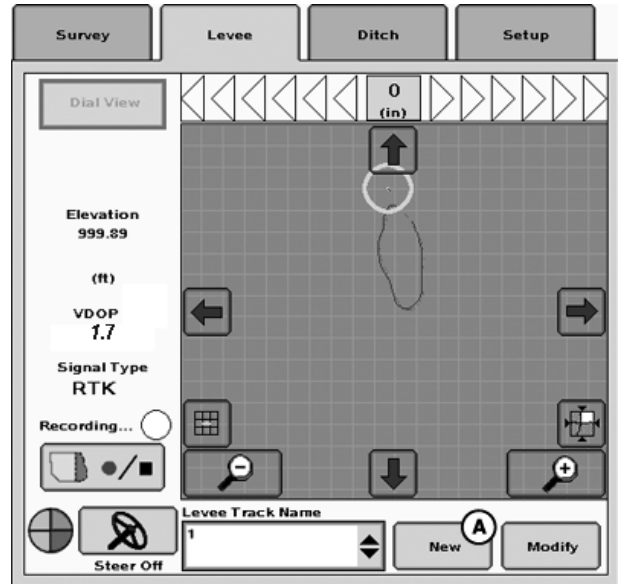 Survey
Levee
Ditch
Setup
Dial View
0
(in)
Elevation
999.89
(ft)
VDOP
1.7
Signal Type
RTK
Recording...
Levee Track Name
1
Steer Off
New
A
Modify